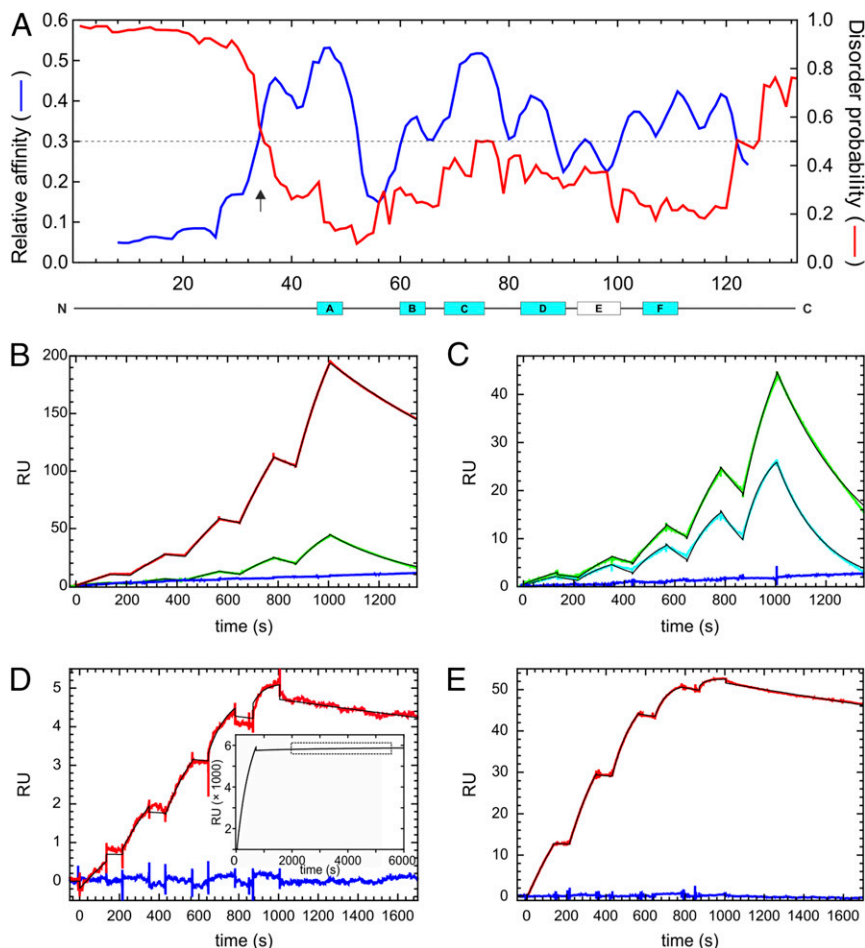 A
Relative affinity ( — )
0.6
0.5
0.4
0.3
0.2
0.1
0.0
1.0
0.8
0.6
0.4
0.2
0.0
Disorder probability ( — )
20 40 60 80 100 120
N A B C D E F C
B
RU
200
150
100
50
0
0 200 400 600 800 1000 1200
time (s)
C
RU
40
30
20
10
0
0 200 400 600 800 1000 1200
time (s)
D
RU
5
4
3
2
1
0
0 200 400 600 800 1000 1200 1400 1600
time (s)
RU (× 1000)
6
4
2
0 2000 4000 6000
time (s)
E
RU
50
40
30
20
10
0
0 200 400 600 800 1000 1200 1400 1600
time (s)